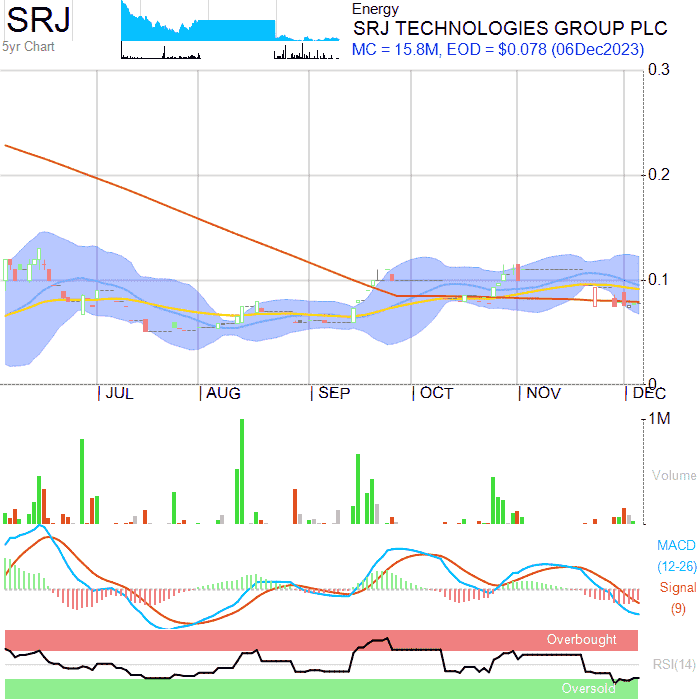 SRJ
5yr Chart
Energy
SRJ TECHNOLOGIES GROUP PLC
MC = 15.8M, EOD = $0.078 (06Dec2023)
0.3
0.2
0.1
0
JUL AUG SEP OCT NOV DEC
1M
Volume
MACD
(12-26)
Signal
(9)
Overbought
RSI(14)
Oversold